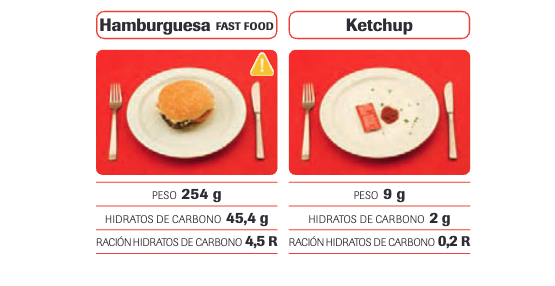 Hamburguesa FAST FOOD
PESO 254 g
HIDRATOS DE CARBONO 45,4 g
RACIÓN HIDRATOS DE CARBONO 4,5 R
Ketchup
PESO 9 g
HIDRATOS DE CARBONO 2 g
RACIÓN HIDRATOS DE CARBONO 0,2 R